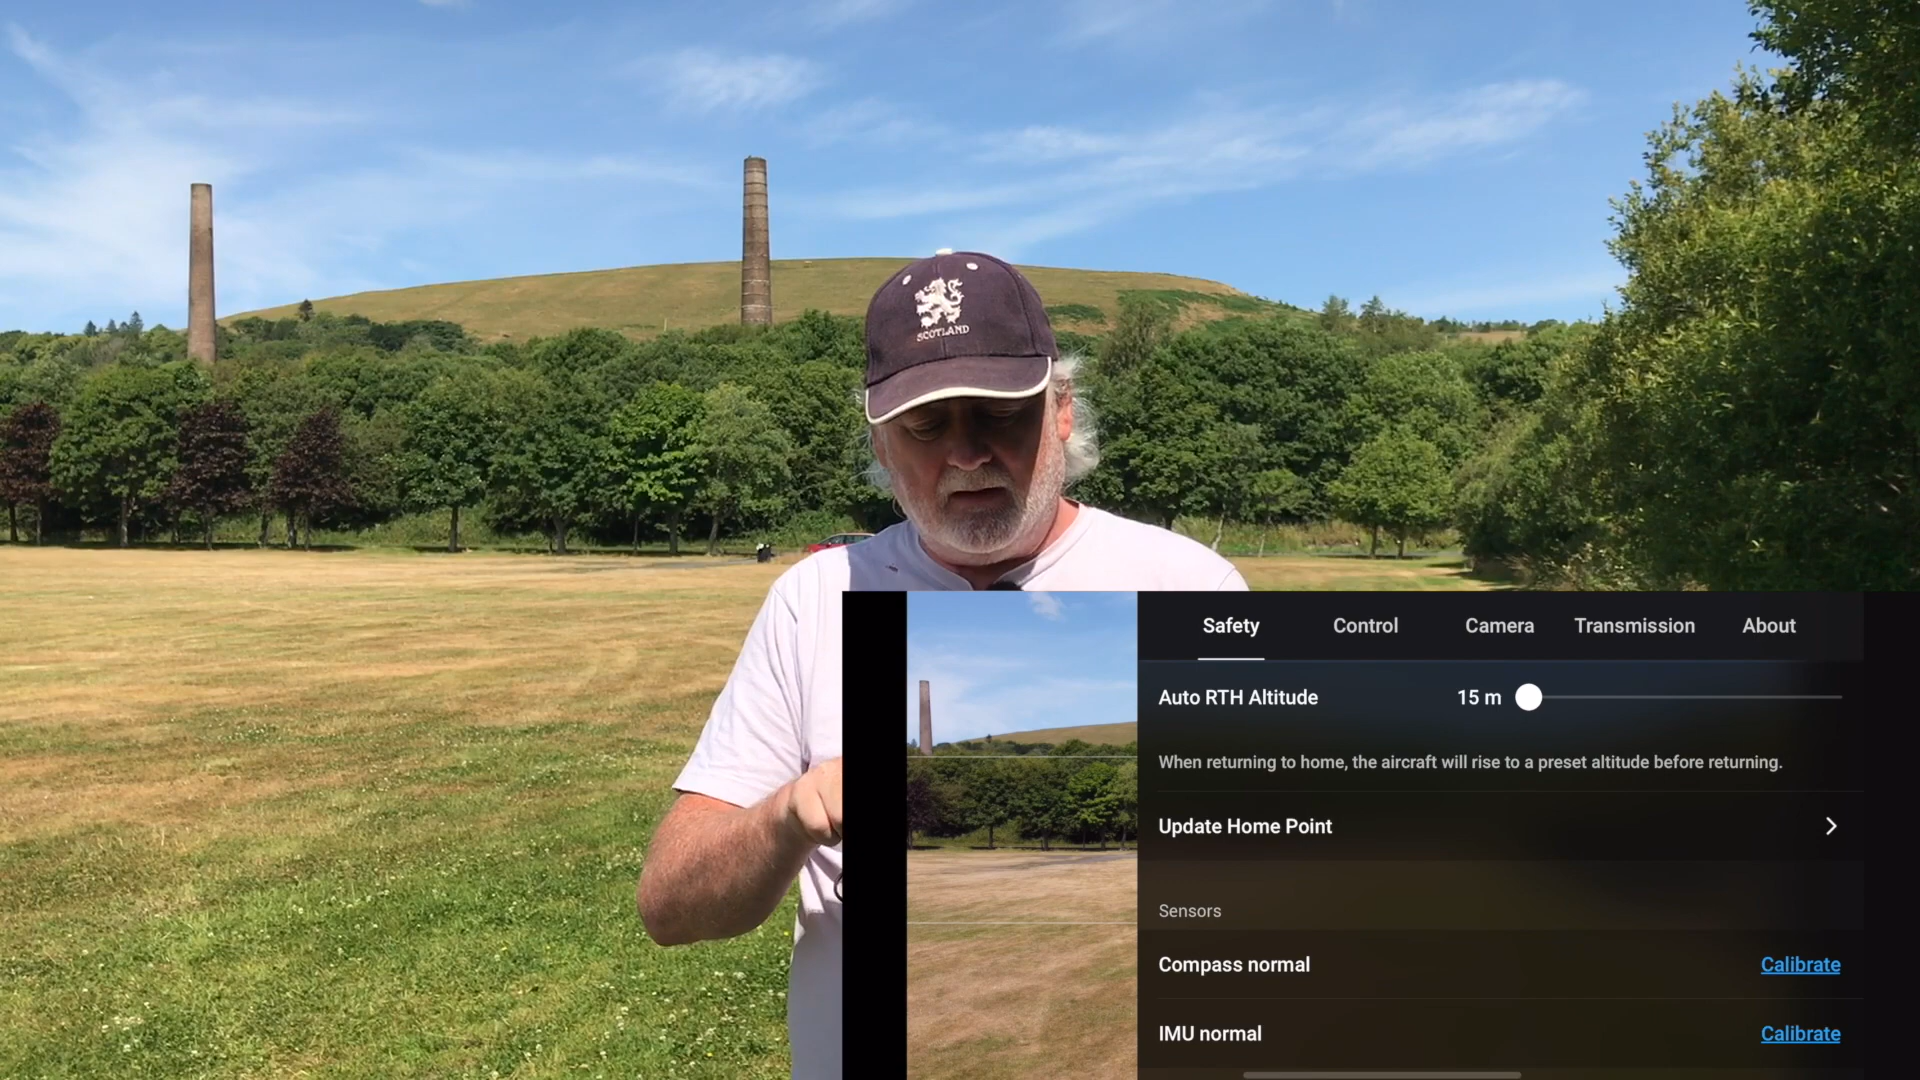 SCOTLAND
Safety Control Camera Transmission About
Auto RTH Altitude 15 m
When returning to home, the aircraft will rise to a preset altitude before returning.
Update Home Point
Sensors
Compass normal Calibrate
IMU normal Calibrate